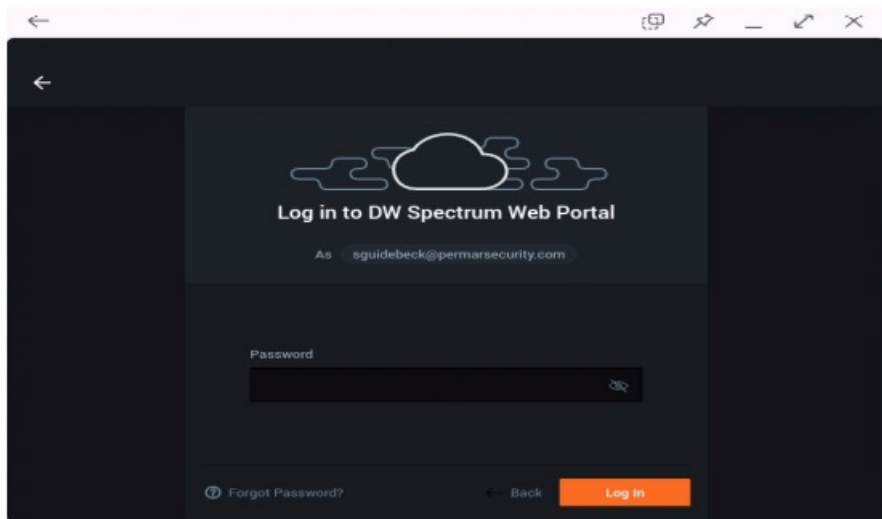 Log in to DW Spectrum Web Portal
As sguidebeck@permarsecurity.com
Password
Forgot Password?
Back
Log In